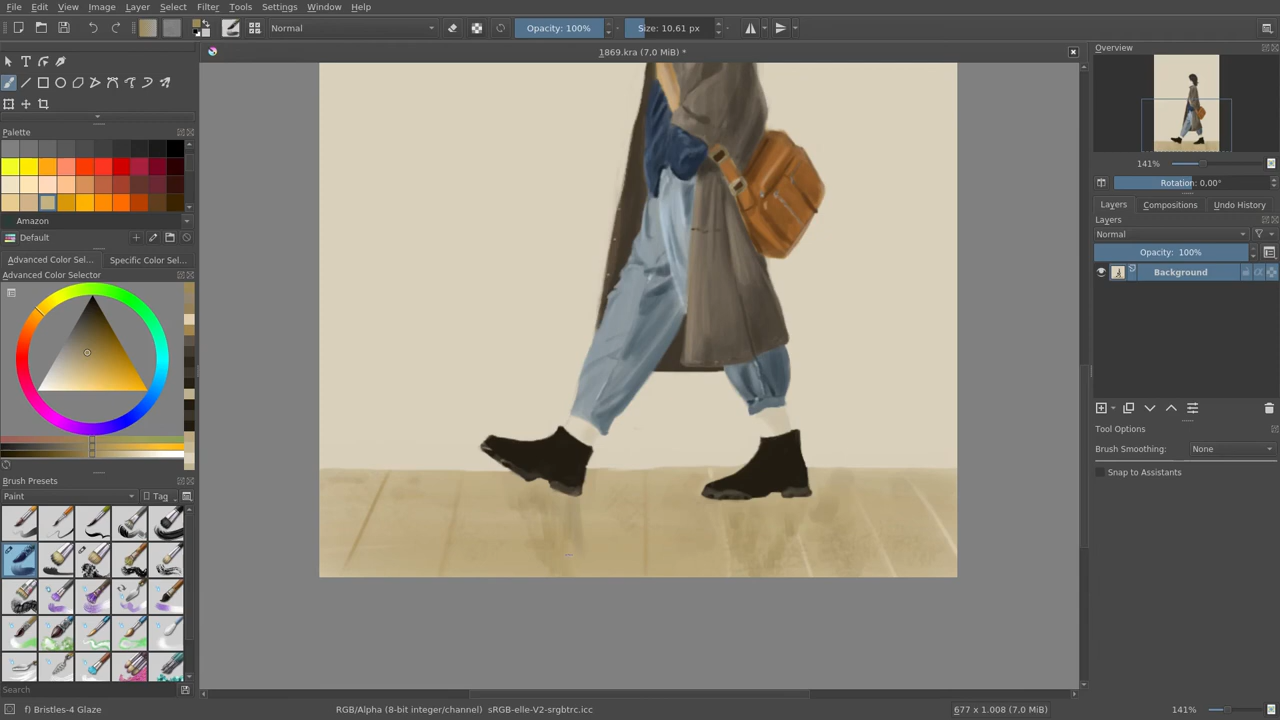 File Edit View Image Layer Select Filter Tools Settings Window Help
Normal Opacity: 100% Size: 10.61 px
1869.kra (7,0 MiB) *
Overview
141%
Rotation: 0,00°
Layers Compositions Undo History
Layers
Normal
Opacity: 100%
Background
Tool Options
Brush Smoothing: None
Snap to Assistants
Palette
Amazon
Default
Advanced Color Sel... Specific Color Sel...
Advanced Color Selector
Brush Presets
Paint Tag
Search
f) Bristles-4 Glaze RGB/Alpha (8-bit integer/channel) sRGB-elle-V2-srgbtrc.icc 677 x 1.008 (7,0 MiB) 141%